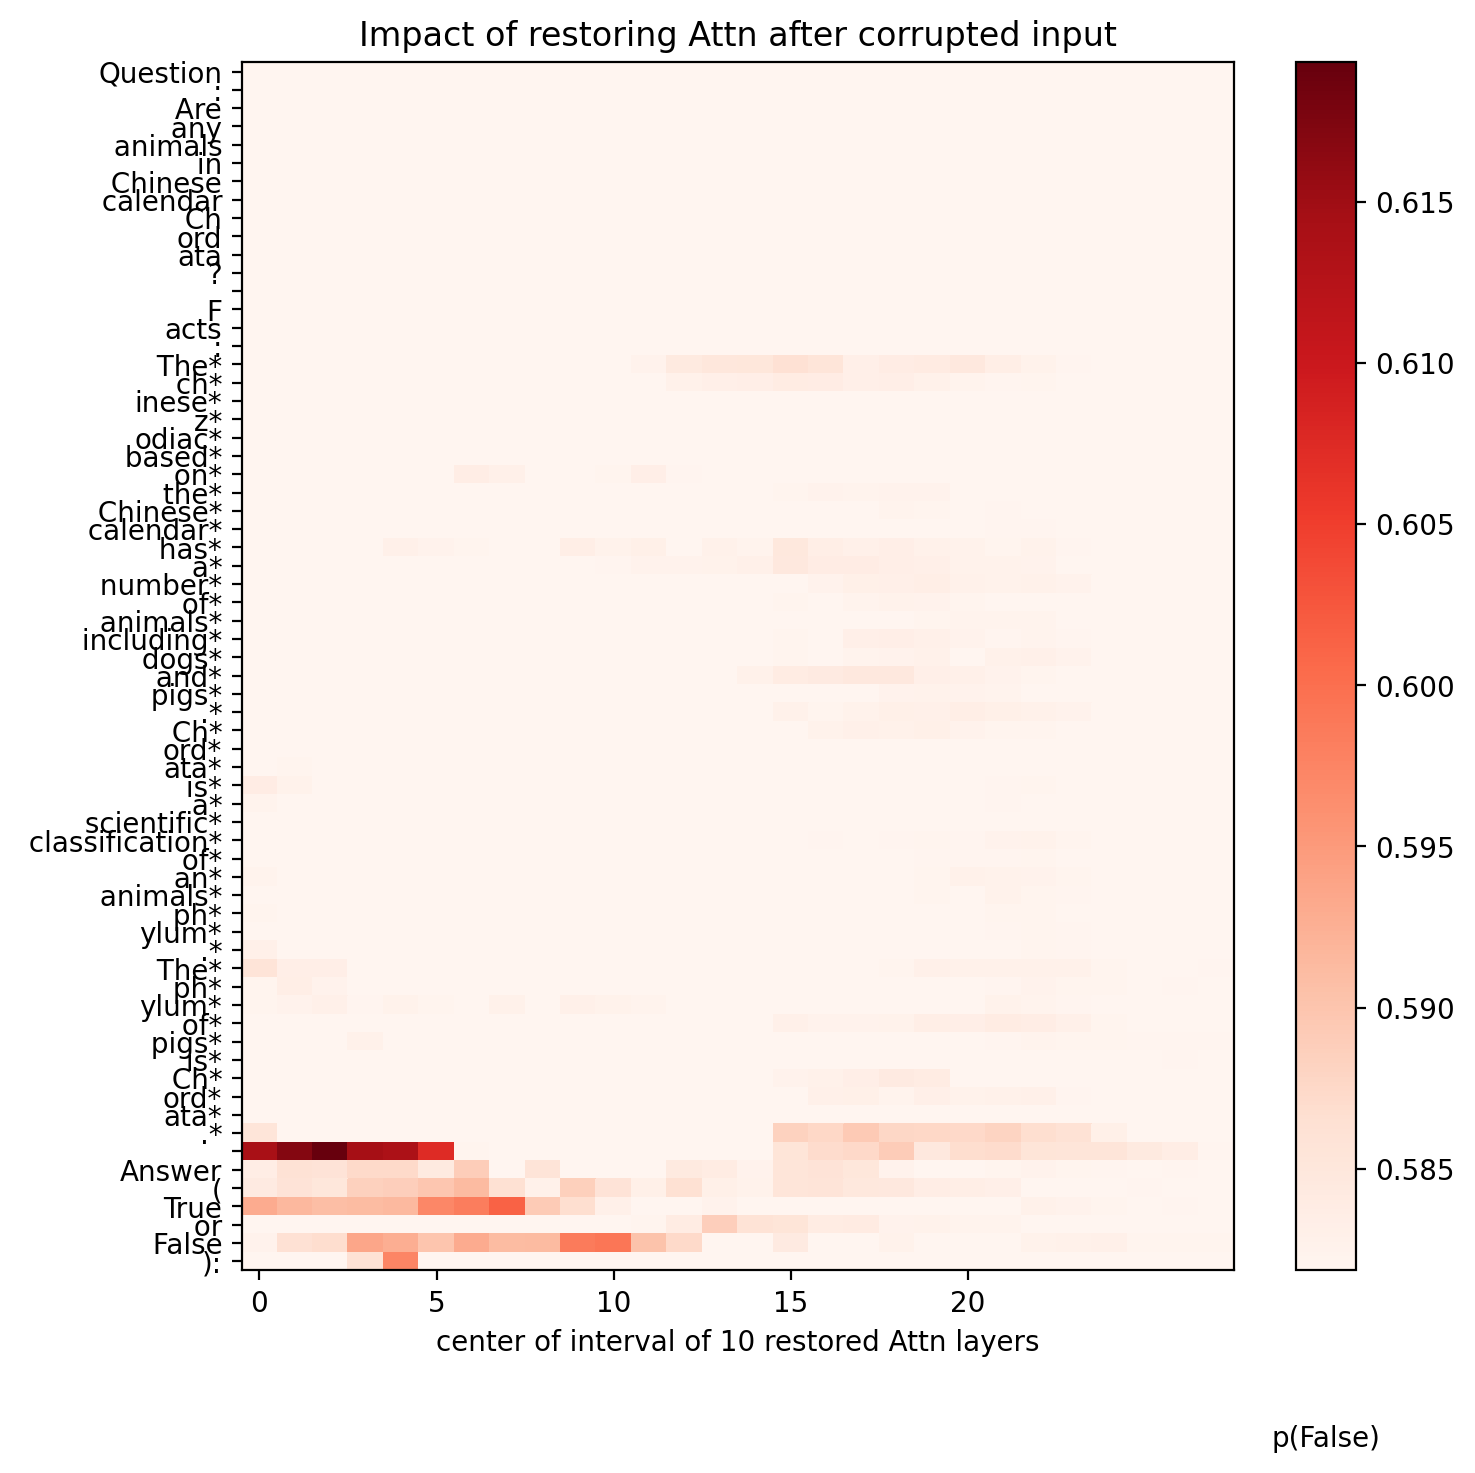 Impact of restoring Attn after corrupted input
Question
:
Are
any
animals
in
Chinese
calendar
Ch
ord
ata
?
F
acts
:
The*
ch*
inese*
z*
odiac*
based*
on*
the*
Chinese*
calendar*
has*
a*
number*
of*
animals*
including*
dogs*
and*
pigs*
.*
Ch*
ord*
ata*
is*
a*
scientific*
classification*
of*
an*
animals*
ph*
ylum*
.*
The*
ph*
ylum*
of*
pigs*
is*
Ch*
ord*
ata*
.*
Answer
(
True
or
False
):
0 5 10 15 20
center of interval of 10 restored Attn layers
0.615
0.610
0.605
0.600
0.595
0.590
0.585
p(False)